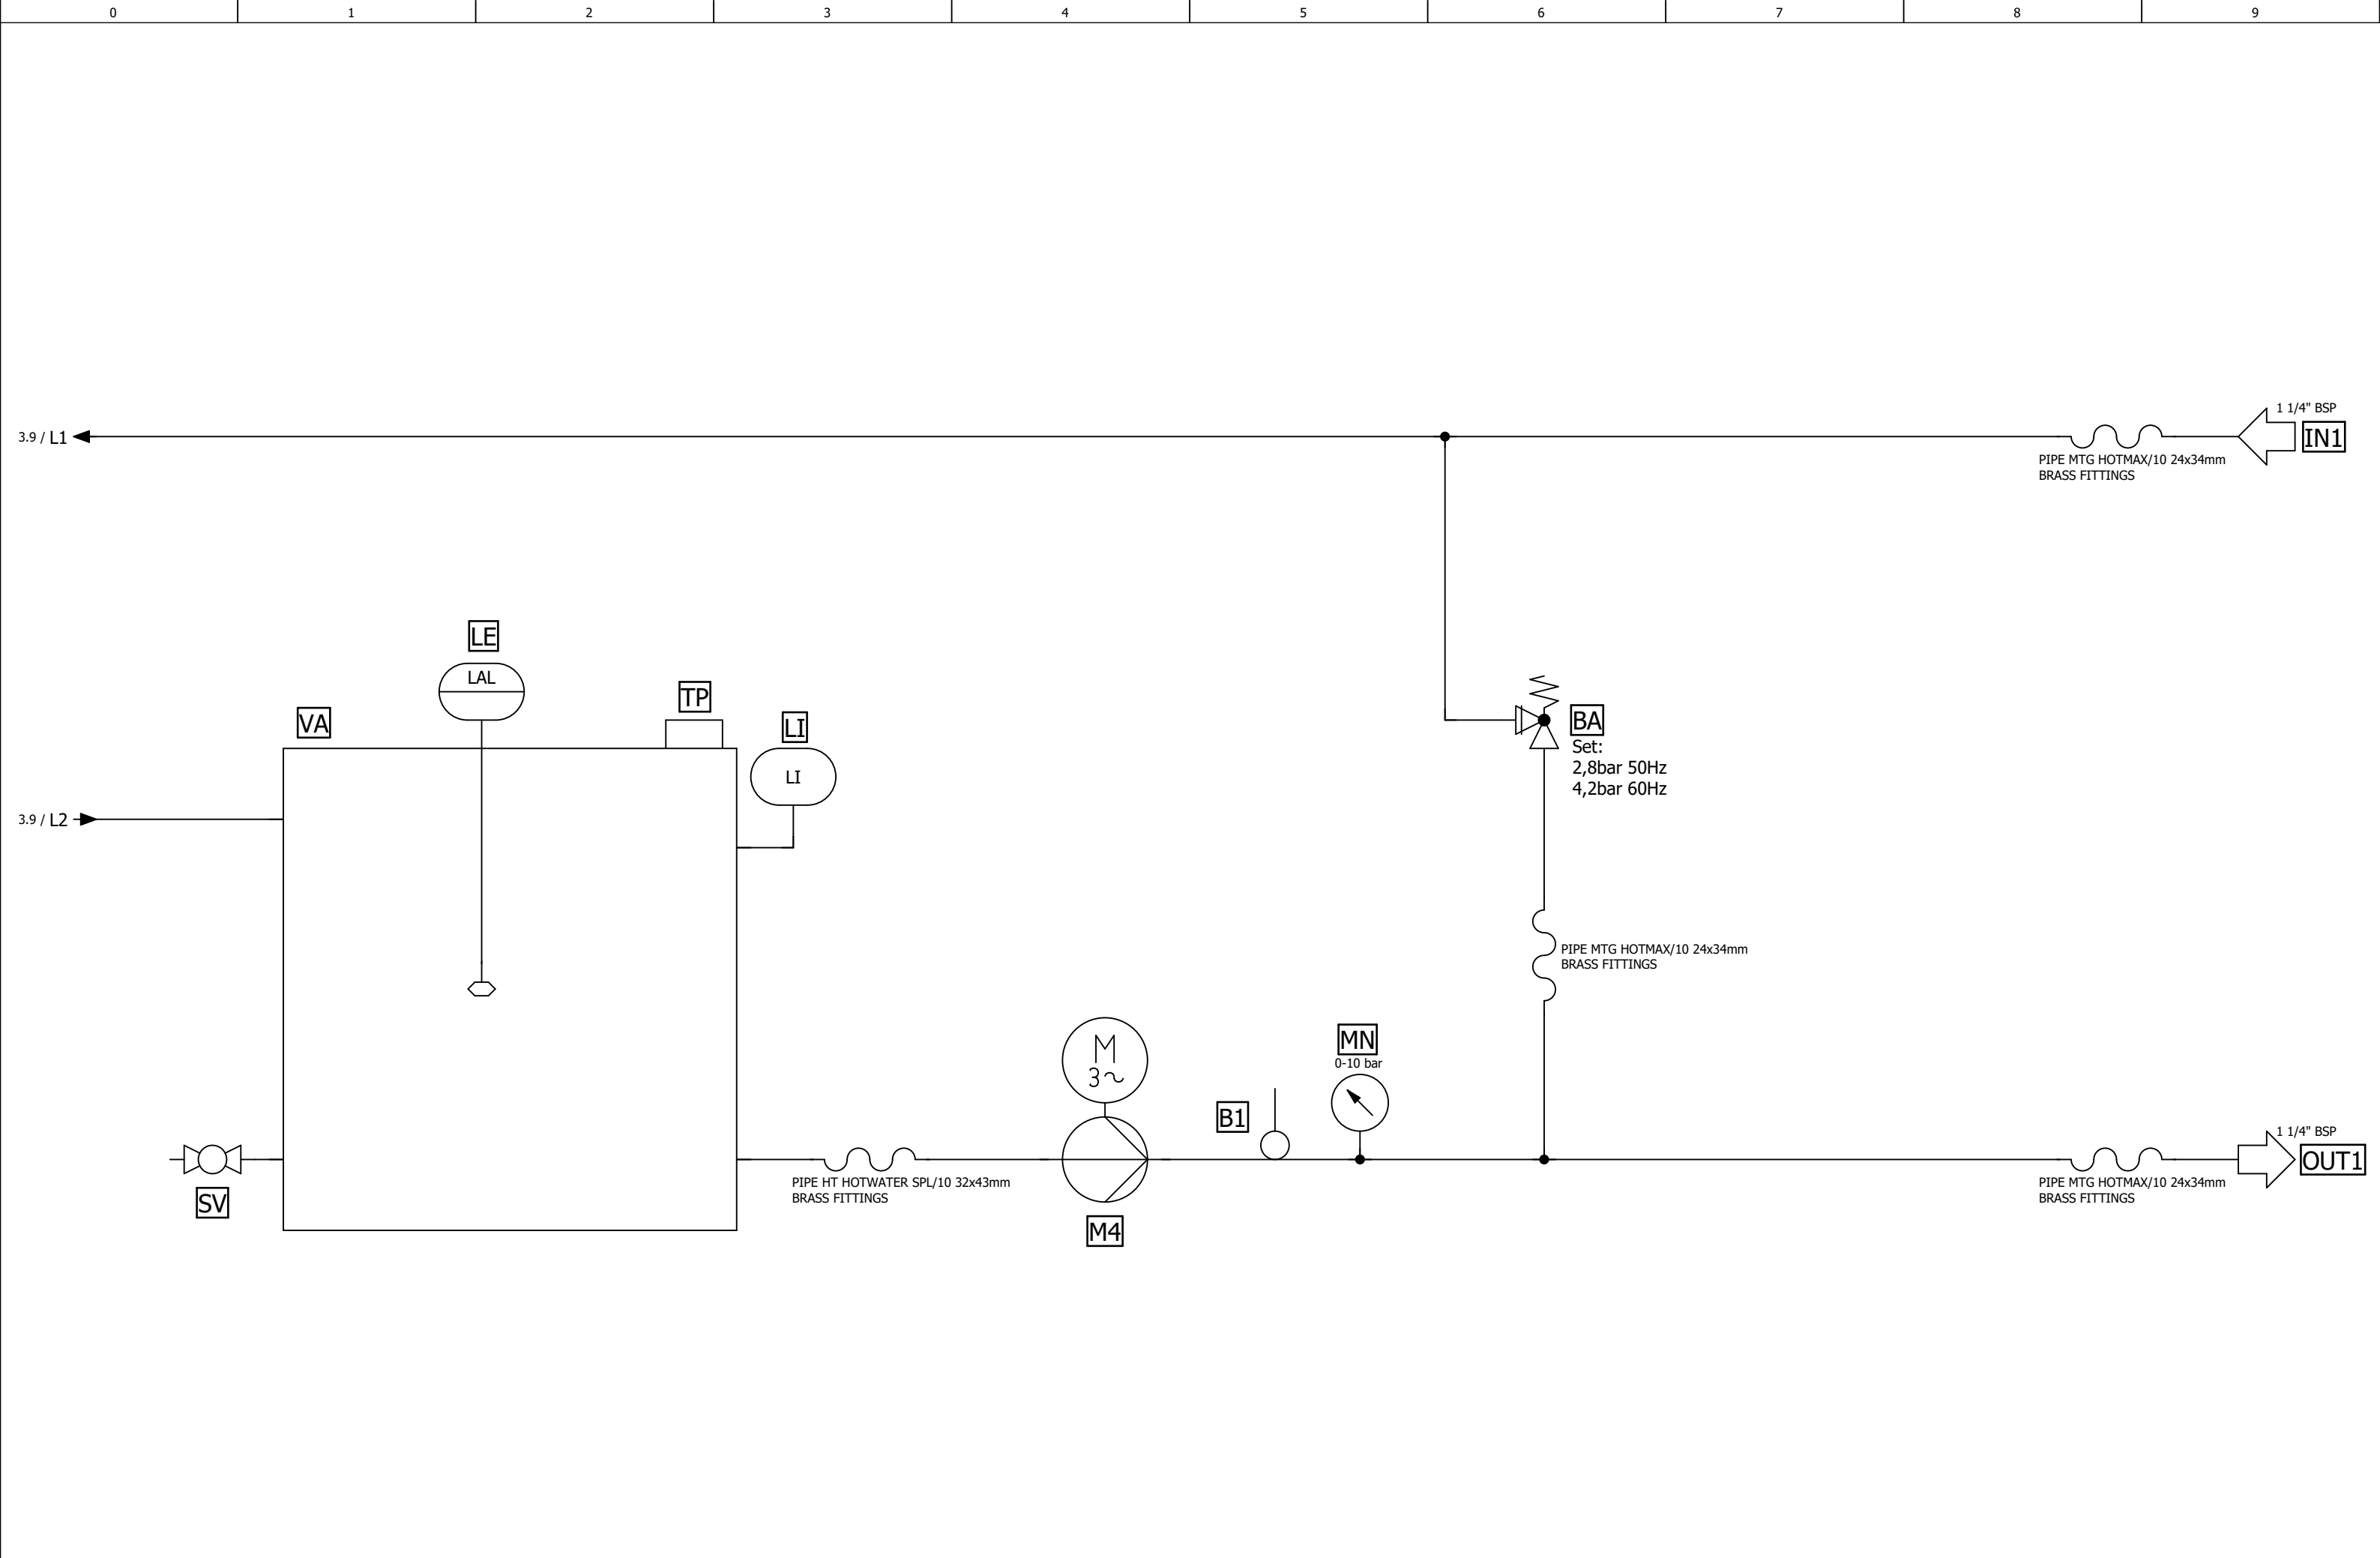 0 1 2 3 4 5 6 7 8 9
1 1/4" BSP
3.9 / L1
IN1
PIPE MTG HOTMAX/10 24x34mm
BRASS FITTINGS
LE
LAL
TP
VA
LI
LI
BA
Set:
2,8bar 50Hz
4,2bar 60Hz
3.9 / L2
PIPE MTG HOTMAX/10 24x34mm
BRASS FITTINGS
M
3~
MN
0-10 bar
B1
1 1/4" BSP
OUT1
PIPE HT HOTWATER SPL/10 32x43mm
BRASS FITTINGS
PIPE MTG HOTMAX/10 24x34mm
BRASS FITTINGS
SV
M4